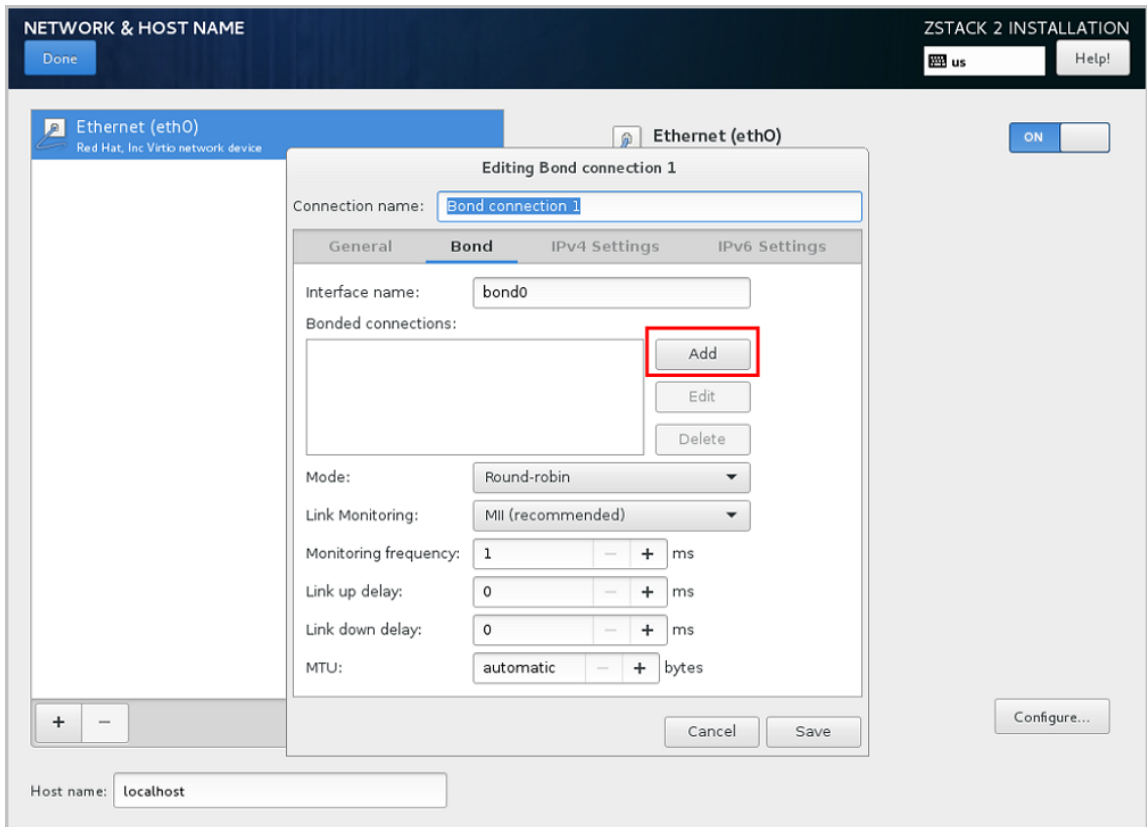 NETWORK & HOST NAME
ZSTACK 2 INSTALLATION
Done
us
Help!
Ethernet (eth0)
Red Hat, Inc Virtio network device
Ethernet (eth0)
ON
Editing Bond connection 1
Connection name: Bond connection 1
General Bond IPv4 Settings IPv6 Settings
Interface name: bond0
Bonded connections:
Add
Edit
Delete
Mode: Round-robin
Link Monitoring: MII (recommended)
Monitoring frequency: 1 — + ms
Link up delay: 0 — + ms
Link down delay: 0 — + ms
MTU: automatic — + bytes
+ —
Configure...
Cancel Save
Host name: localhost